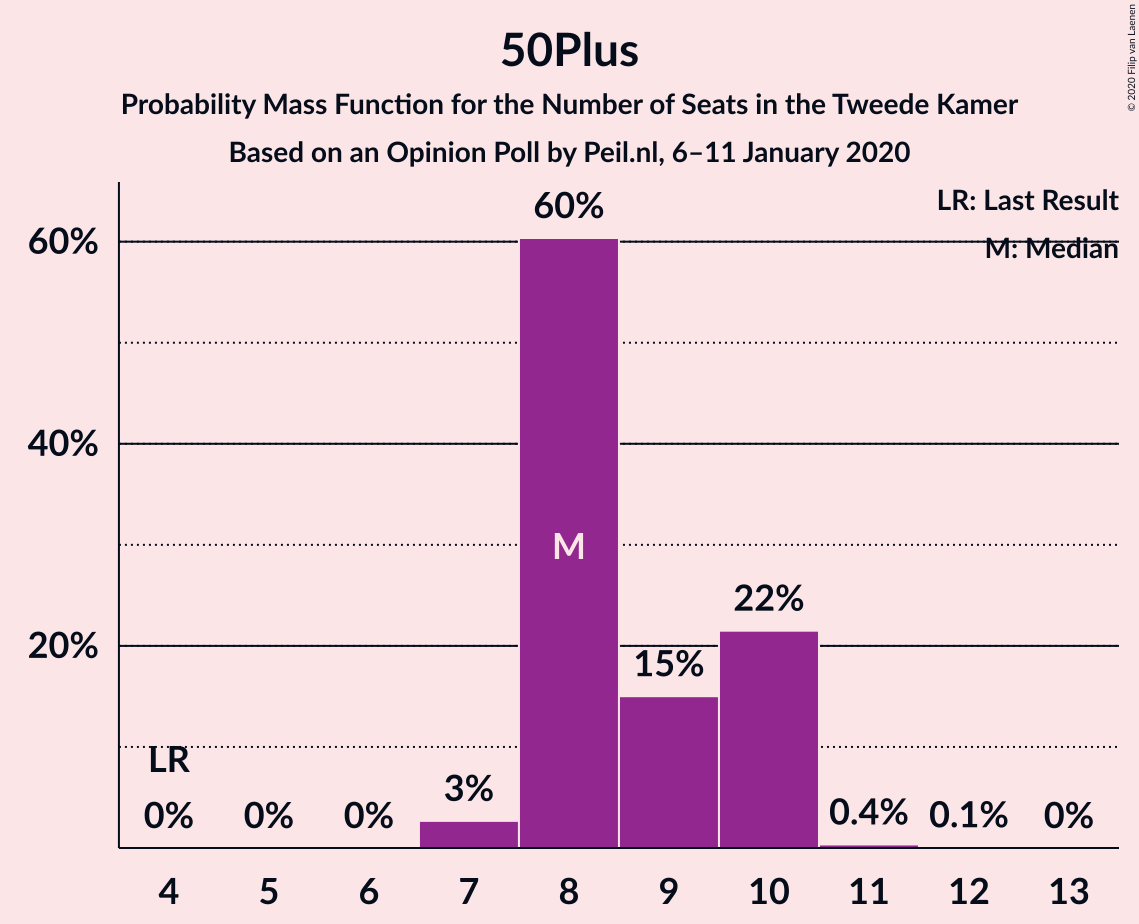 50Plus
Probability Mass Function for the Number of Seats in the Tweede Kamer
Based on an Opinion Poll by Peil.nl, 6–11 January 2020
© 2020 Filip van Laenen
LR: Last Result
M: Median
60%
40%
20%
LR
0%
0%
0%
3%
60%
M
15%
22%
0.4%
0.1%
0%
4 5 6 7 8 9 10 11 12 13